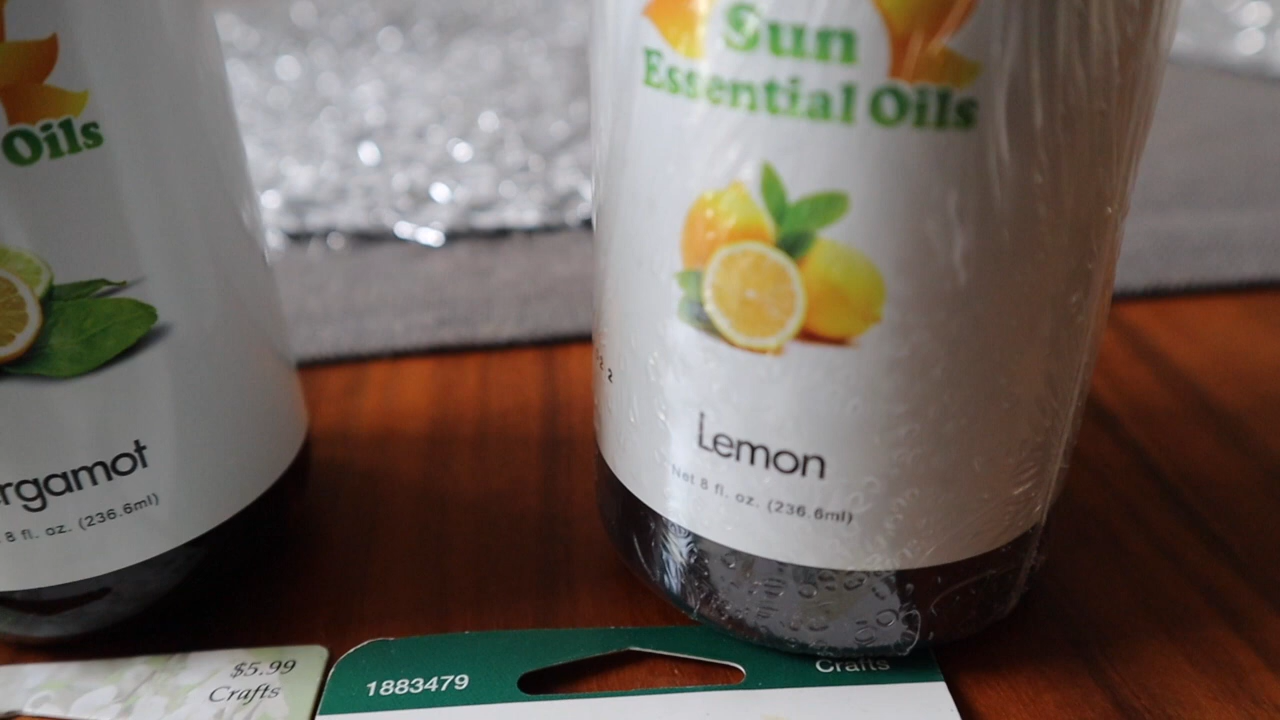 Oils
rgamot
8 fl. oz. (236.6ml)
Sun
Essential Oils
Lemon
Net 8 fl. oz. (236.6ml)
$5.99
Crafts
1883479
Crafts